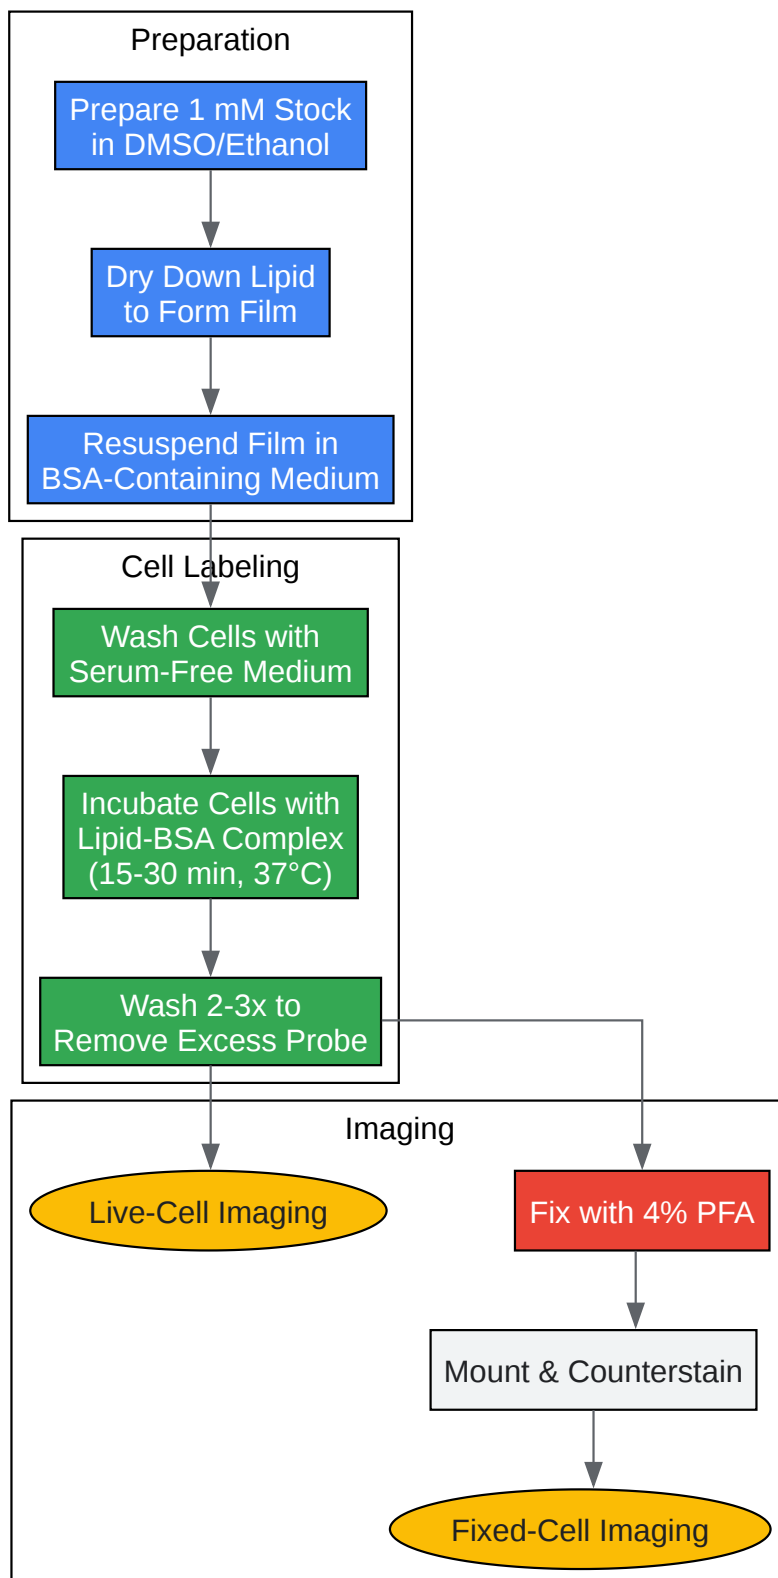 Preparation
Prepare 1 mM Stock
in DMSO/Ethanol
Dry Down Lipid
to Form Film
Resuspend Film in
BSA-Containing Medium
Cell Labeling
Wash Cells with
Serum-Free Medium
Incubate Cells with
Lipid-BSA Complex
(15-30 min, 37°C)
Wash 2-3x to
Remove Excess Probe
Imaging
Live-Cell Imaging
Fix with 4% PFA
Mount & Counterstain
Fixed-Cell Imaging